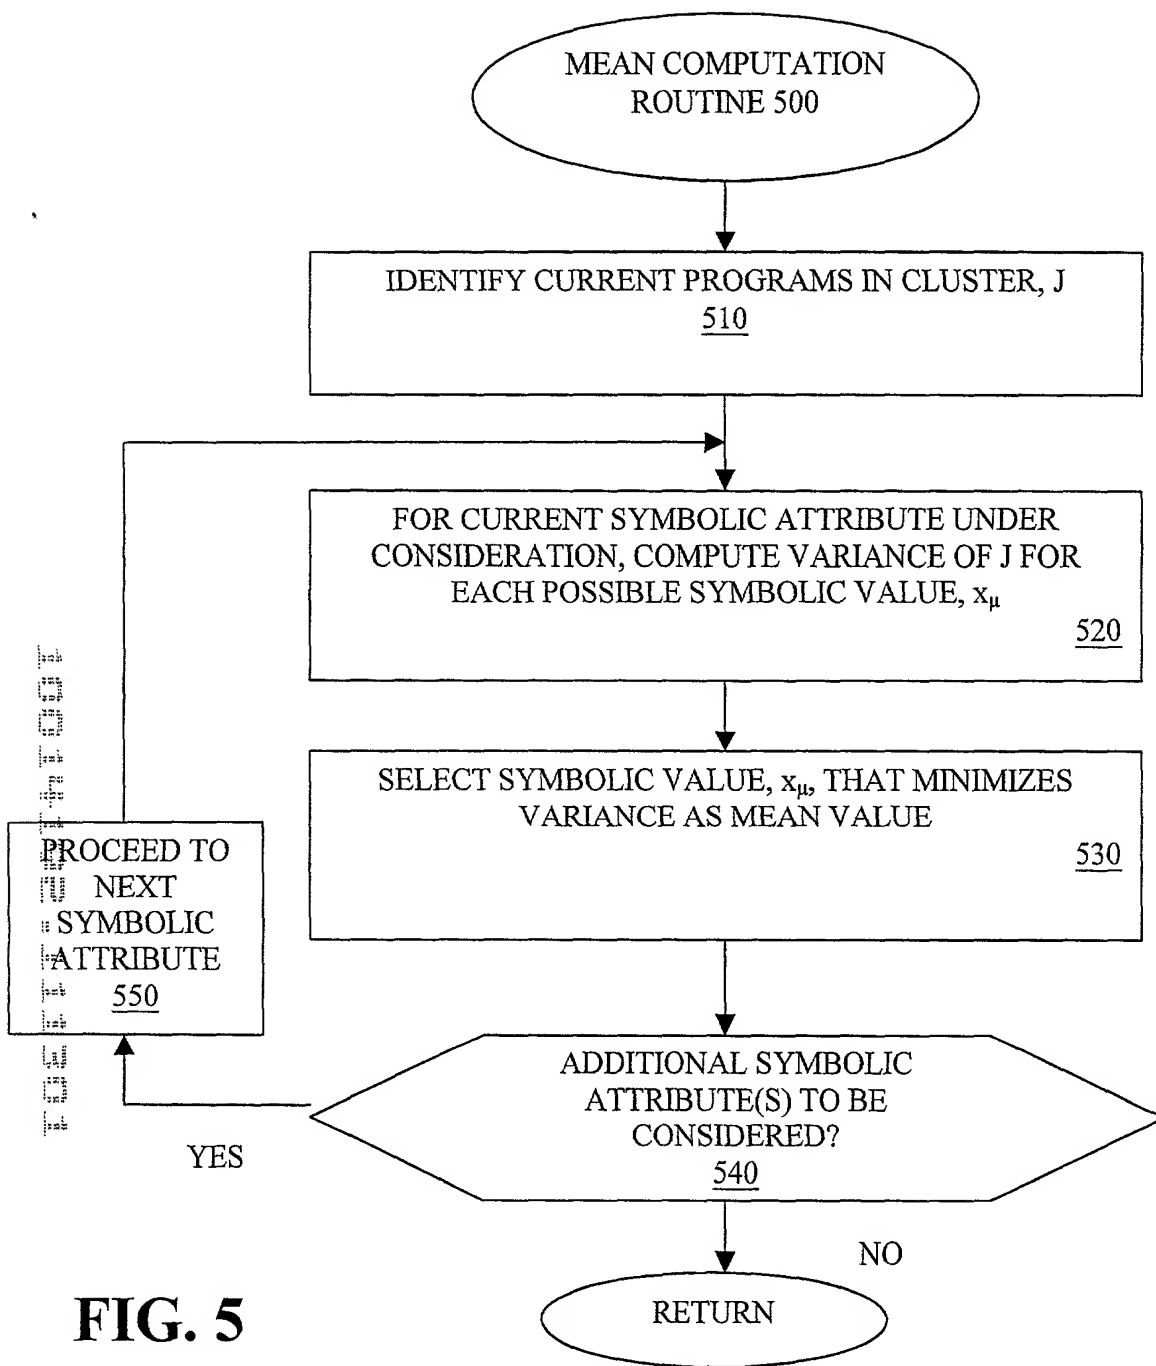 MEAN COMPUTATION
ROUTINE 500
IDENTIFY CURRENT PROGRAMS IN CLUSTER, J
510
FOR CURRENT SYMBOLIC ATTRIBUTE UNDER
CONSIDERATION, COMPUTE VARIANCE OF J FOR
EACH POSSIBLE SYMBOLIC VALUE, xμ
520
SELECT SYMBOLIC VALUE, xμ, THAT MINIMIZES
VARIANCE AS MEAN VALUE
530
PROCEED TO
NEXT
SYMBOLIC
ATTRIBUTE
550
ADDITIONAL SYMBOLIC
ATTRIBUTE(S) TO BE
CONSIDERED?
540
YES
NO
RETURN
FIG. 5